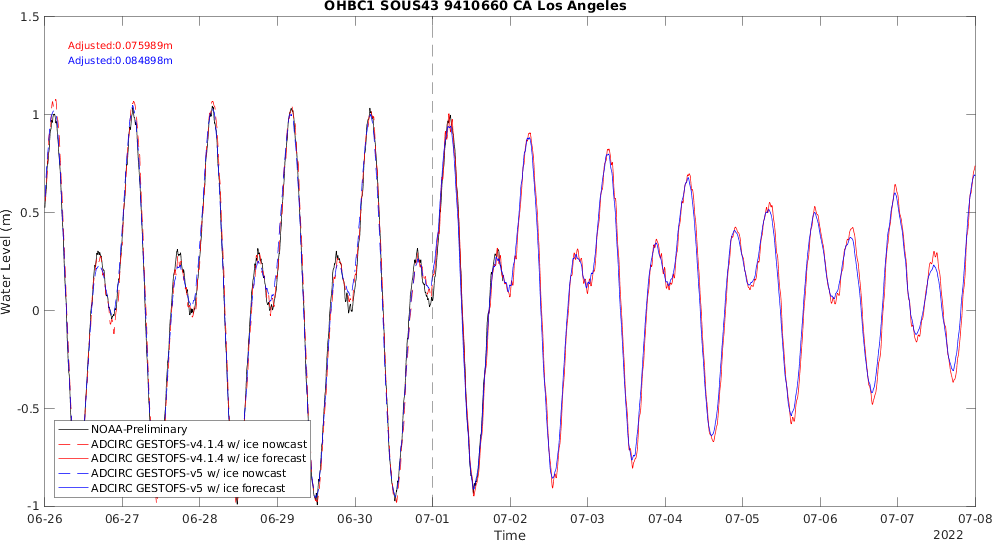 OHBC1 SOUS43 9410660 CA Los Angeles
1.5
Adjusted:0.075989m
Adjusted:0.084898m
1
0.5
Water Level (m)
0
-0.5
-1
NOAA-Preliminary
ADCIRC GESTOFS-v4.1.4 w/ ice nowcast
ADCIRC GESTOFS-v4.1.4 w/ ice forecast
ADCIRC GESTOFS-v5 w/ ice nowcast
ADCIRC GESTOFS-v5 w/ ice forecast
06-26 06-27 06-28 06-29 06-30 07-01 07-02 07-03 07-04 07-05 07-06 07-07 07-08
Time
2022